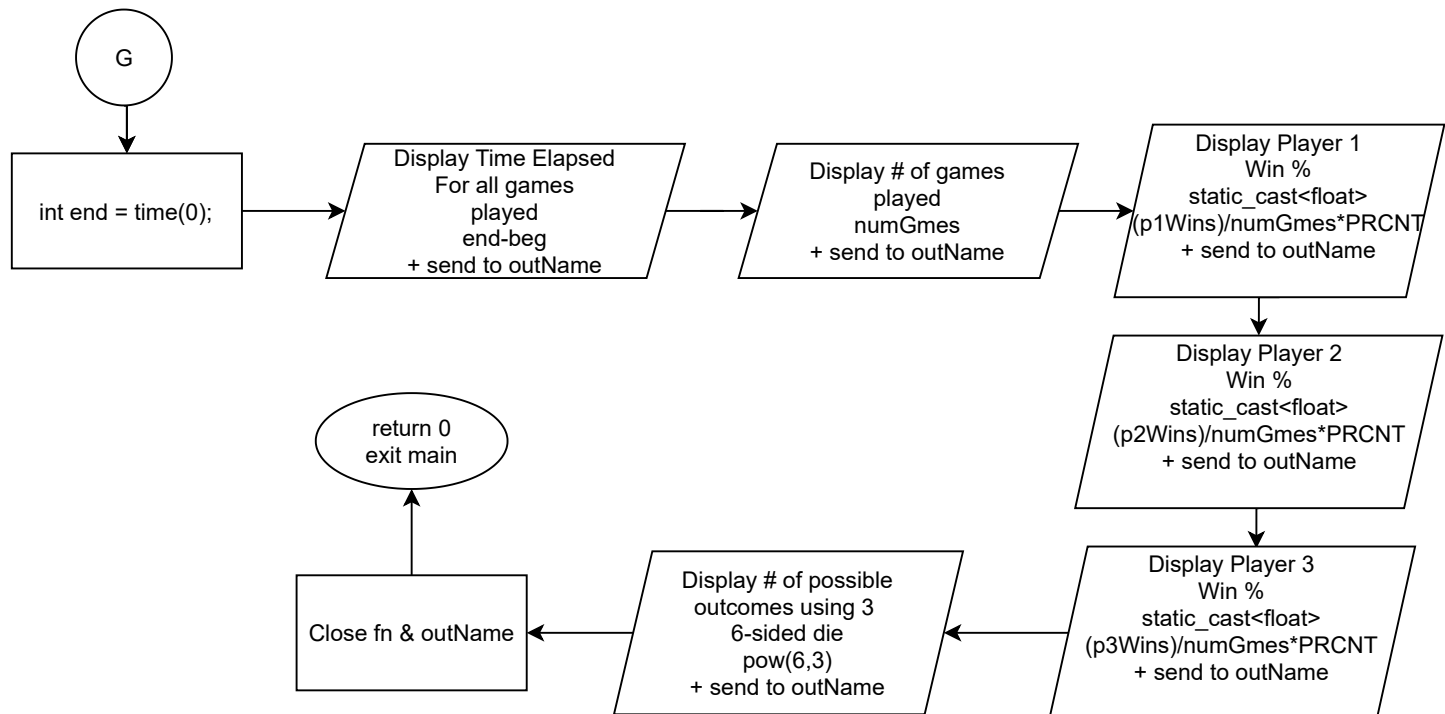 G
int end = time(0);
Display Time Elapsed
For all games
played
end-beg
+ send to outName
Display # of games
played
numGmes
+ send to outName
Display Player 1
Win %
static_cast<float>
(p1Wins)/numGmes*PRCNT
+ send to outName
Display Player 2
Win %
static_cast<float>
(p2Wins)/numGmes*PRCNT
+ send to outName
Display Player 3
Win %
static_cast<float>
(p3Wins)/numGmes*PRCNT
+ send to outName
Display # of possible
outcomes using 3
6-sided die
pow(6,3)
+ send to outName
Close fn & outName
return 0
exit main